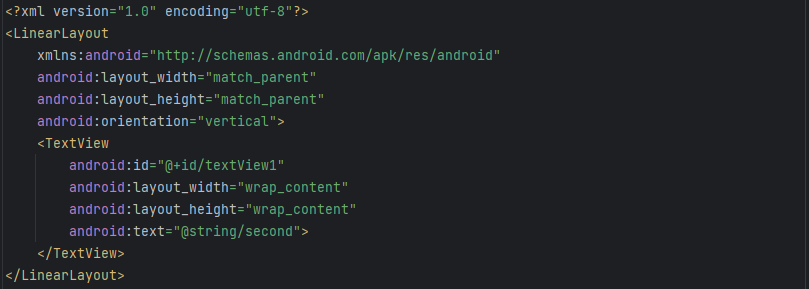 <?xml version="1.0" encoding="utf-8"?>
<LinearLayout
    xmlns:android="http://schemas.android.com/apk/res/android"
    android:layout_width="match_parent"
    android:layout_height="match_parent"
    android:orientation="vertical">
    <TextView
        android:id="@+id/textView1"
        android:layout_width="wrap_content"
        android:layout_height="wrap_content"
        android:text="@string/second">
    </TextView>
</LinearLayout>